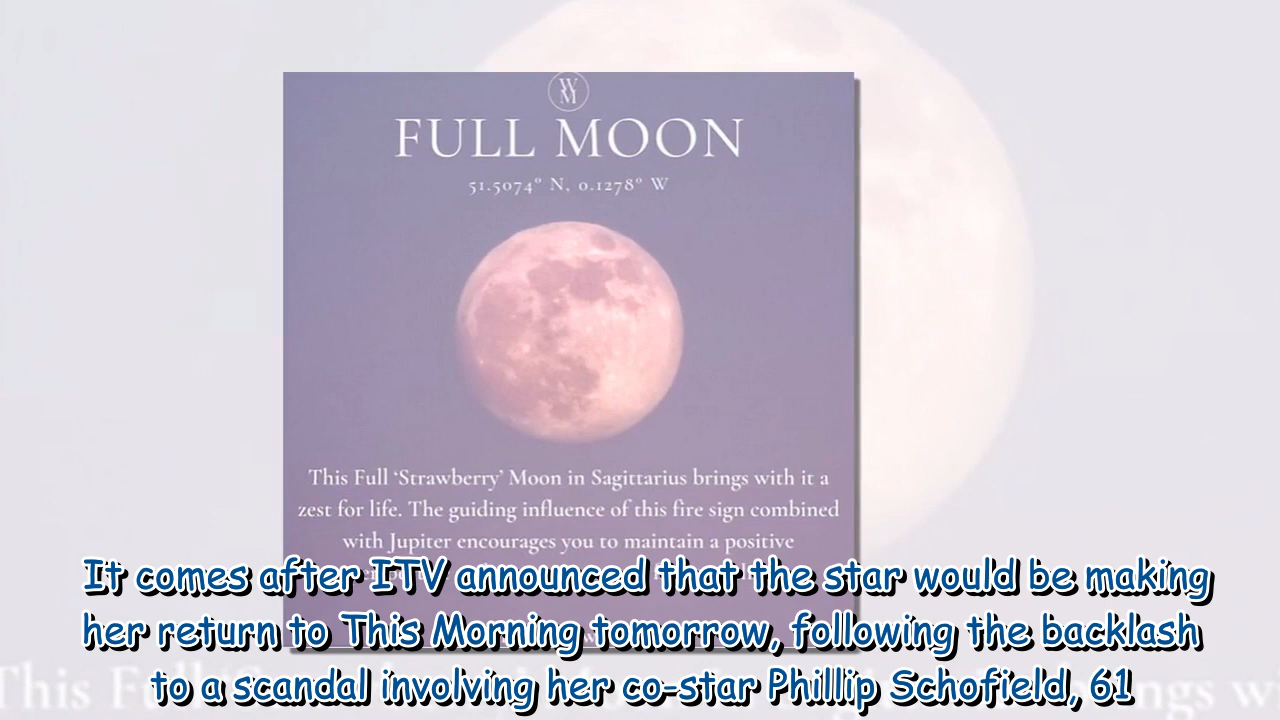 WM
FULL MOON
51.5074° N, 0.1278° W
This Full ‘Strawberry’ Moon in Sagittarius brings with it a
zest for life. The guiding influence of this fire sign combined
with Jupiter encourages you to maintain a positive
It comes after ITV announced that the star would be making
her return to This Morning tomorrow, following the backlash
to a scandal involving her co-star Phillip Schofield, 61
This